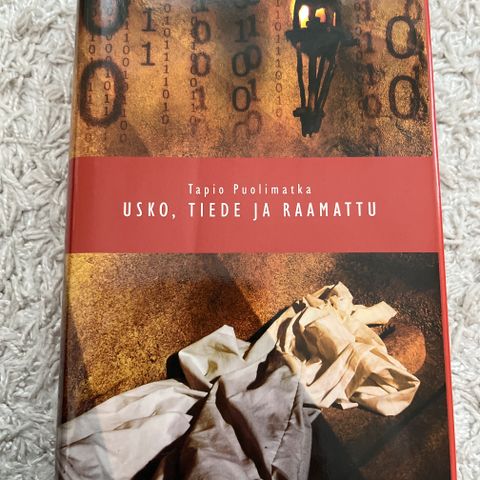 Tapio Puolimatka
USKO, TIEDE JA RAAMATTU